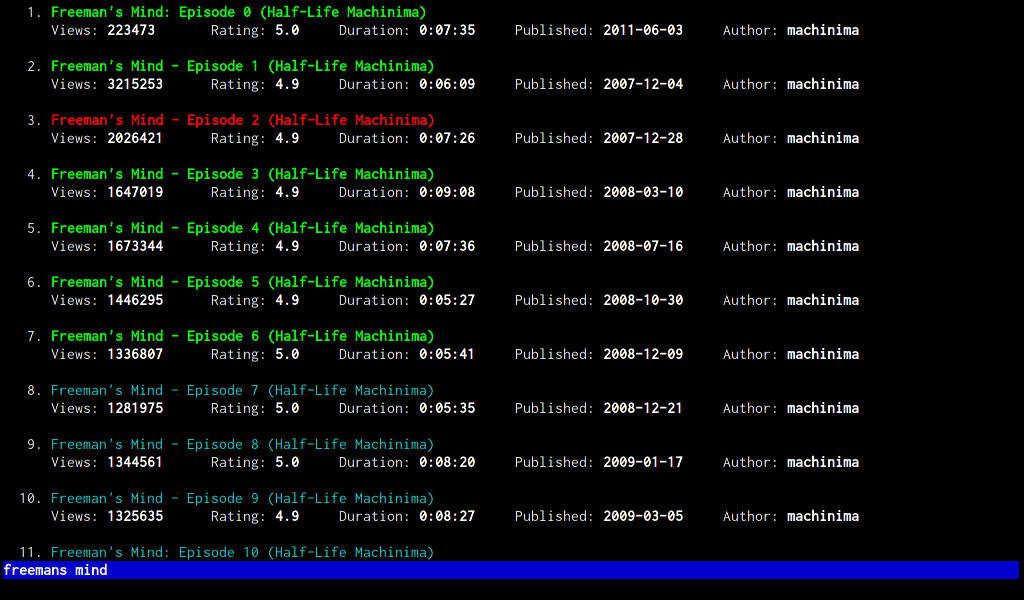 1. Freeman's Mind: Episode 0 (Half-Life Machinima)
Views: 223473 Rating: 5.0 Duration: 0:07:35 Published: 2011-06-03 Author: machinima
2. Freeman's Mind - Episode 1 (Half-Life Machinima)
Views: 3215253 Rating: 4.9 Duration: 0:06:09 Published: 2007-12-04 Author: machinima
3. Freeman's Mind - Episode 2 (Half-Life Machinima)
Views: 2026421 Rating: 4.9 Duration: 0:07:26 Published: 2007-12-28 Author: machinima
4. Freeman's Mind - Episode 3 (Half-Life Machinima)
Views: 1647019 Rating: 4.9 Duration: 0:09:08 Published: 2008-03-10 Author: machinima
5. Freeman's Mind - Episode 4 (Half-Life Machinima)
Views: 1673344 Rating: 4.9 Duration: 0:07:36 Published: 2008-07-16 Author: machinima
6. Freeman's Mind - Episode 5 (Half-Life Machinima)
Views: 1446295 Rating: 4.9 Duration: 0:05:27 Published: 2008-10-30 Author: machinima
7. Freeman's Mind - Episode 6 (Half-Life Machinima)
Views: 1336807 Rating: 5.0 Duration: 0:05:41 Published: 2008-12-09 Author: machinima
8. Freeman's Mind - Episode 7 (Half-Life Machinima)
Views: 1281975 Rating: 5.0 Duration: 0:05:35 Published: 2008-12-21 Author: machinima
9. Freeman's Mind - Episode 8 (Half-Life Machinima)
Views: 1344561 Rating: 5.0 Duration: 0:08:20 Published: 2009-01-17 Author: machinima
10. Freeman's Mind - Episode 9 (Half-Life Machinima)
Views: 1325635 Rating: 4.9 Duration: 0:08:27 Published: 2009-03-05 Author: machinima
11. Freeman's Mind: Episode 10 (Half-Life Machinima)
freemans mind